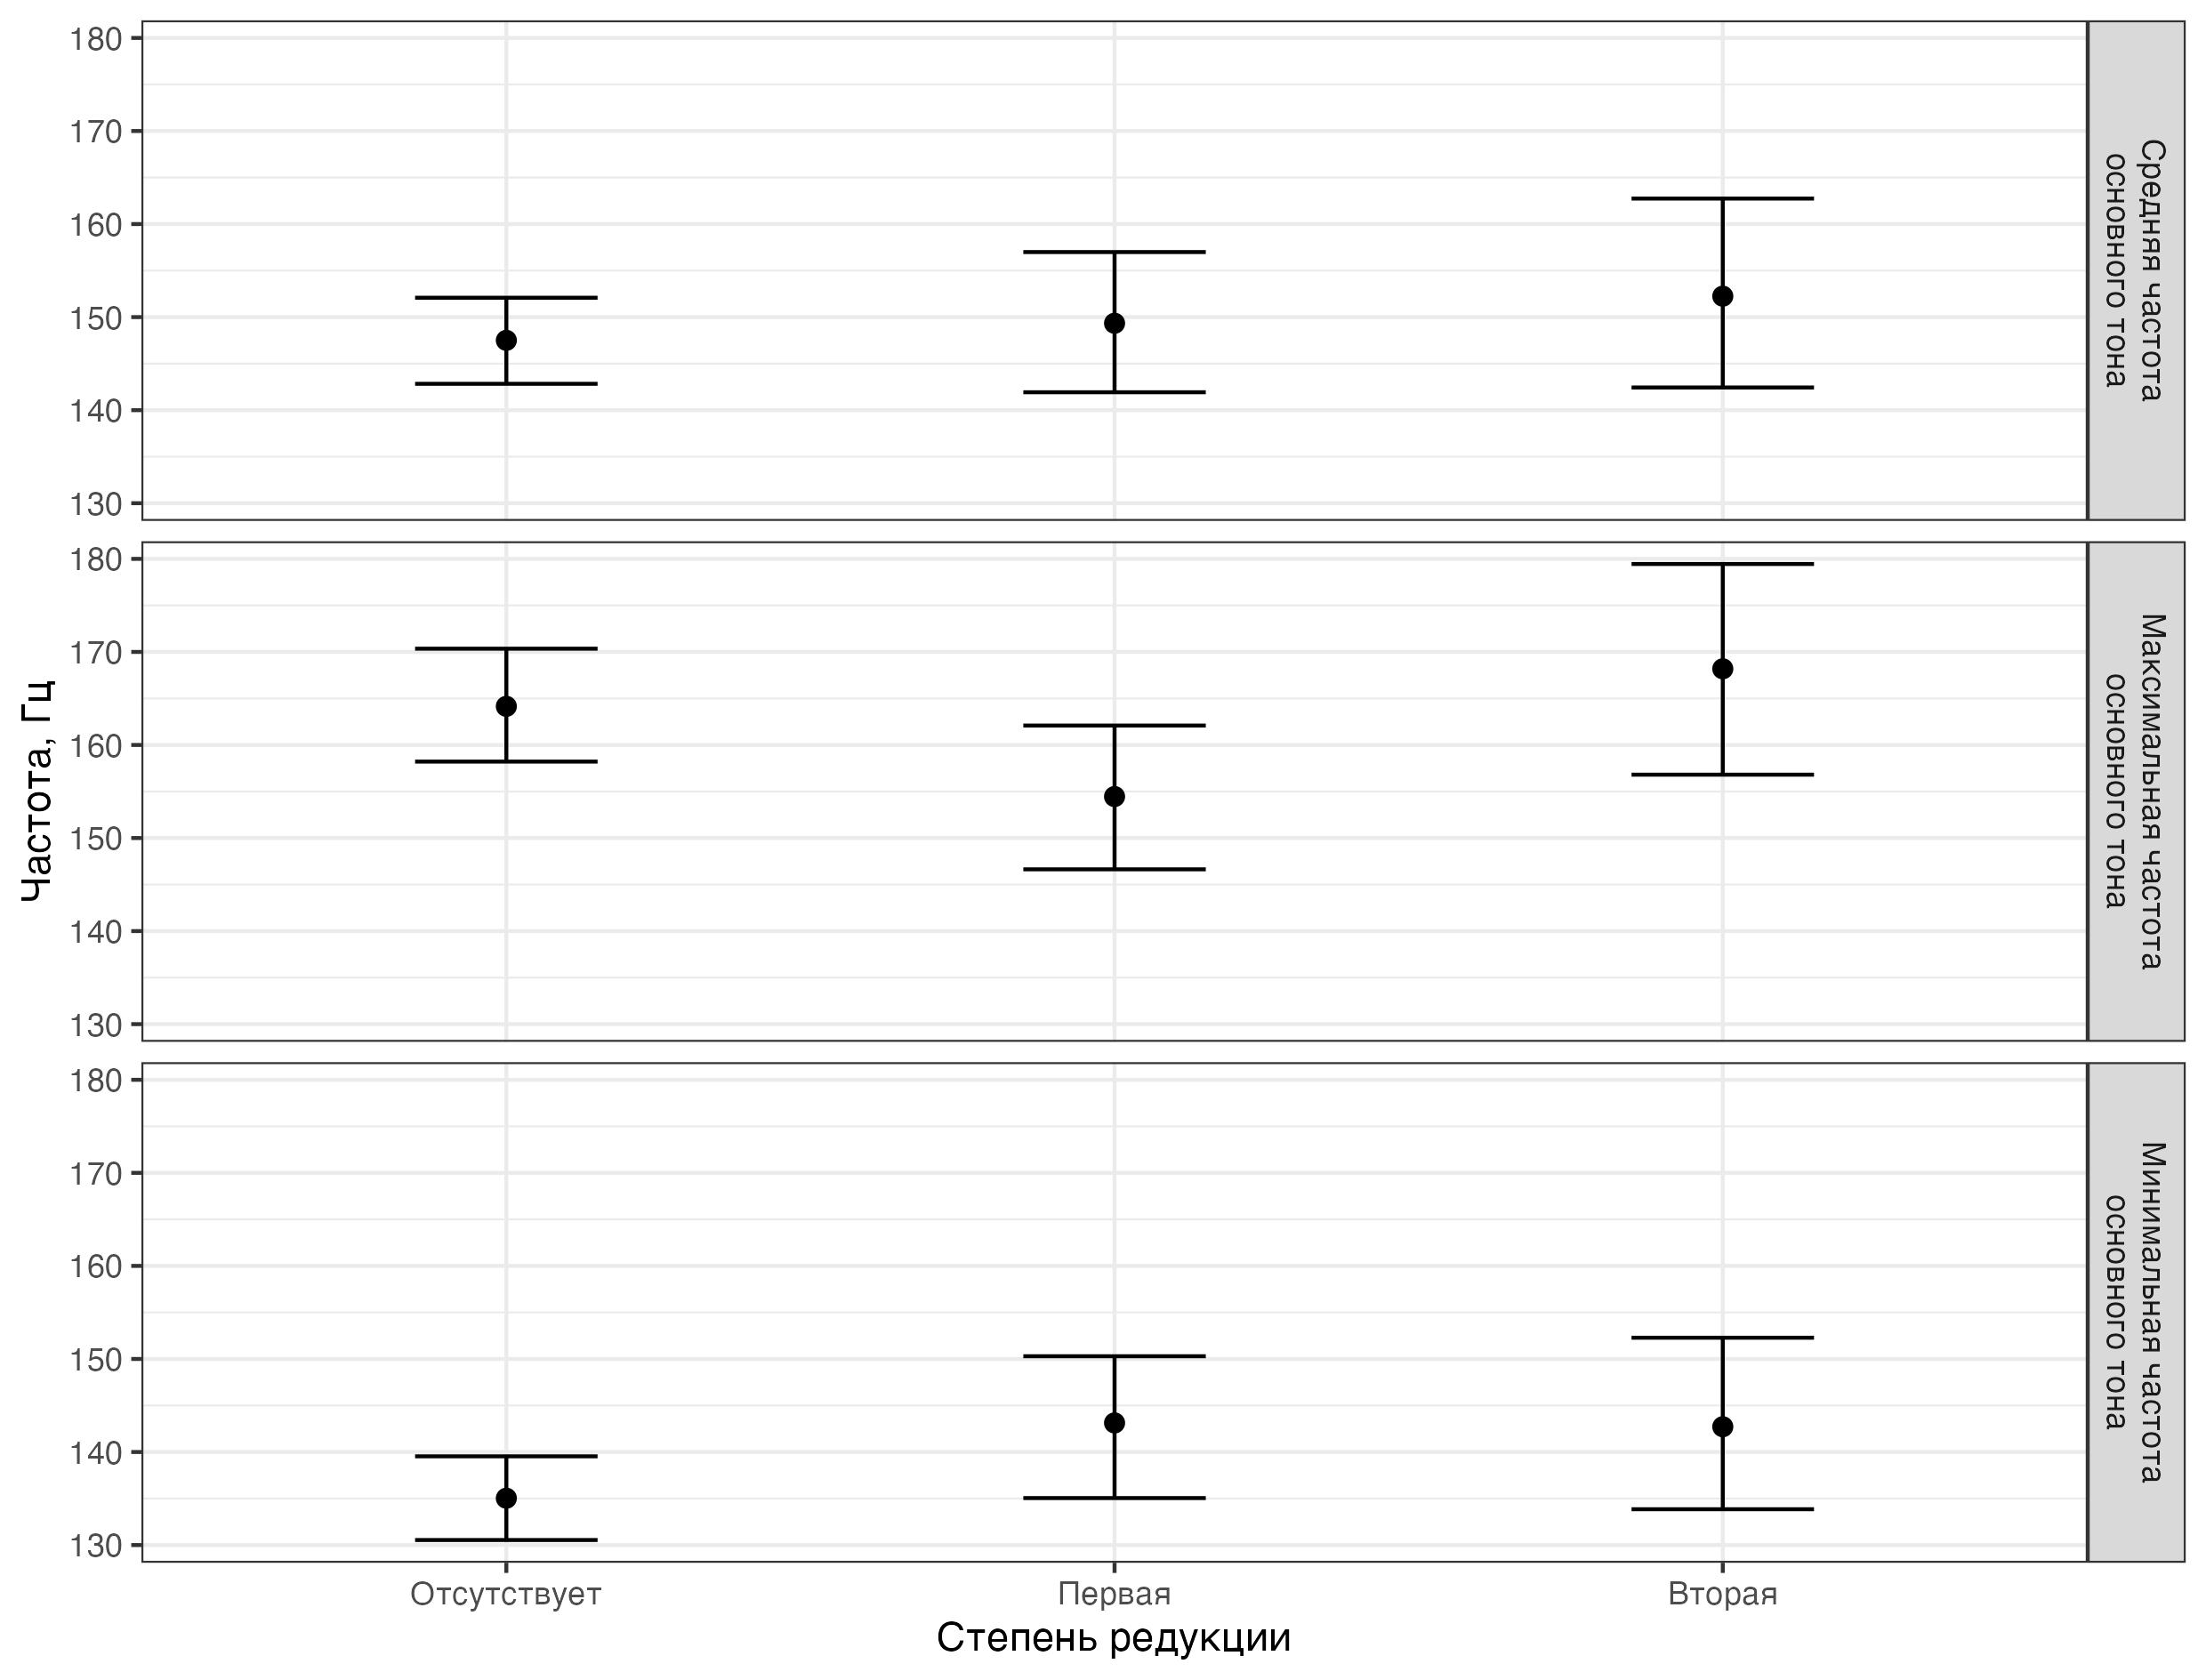 Частота, Гц
180
170
160
150
140
130
Средняя частота
основного тона
180
170
160
150
140
130
Максимальная частота
основного тона
180
170
160
150
140
130
Минимальная частота
основного тона
Отсутствует
Первая
Вторая
Степень редукции